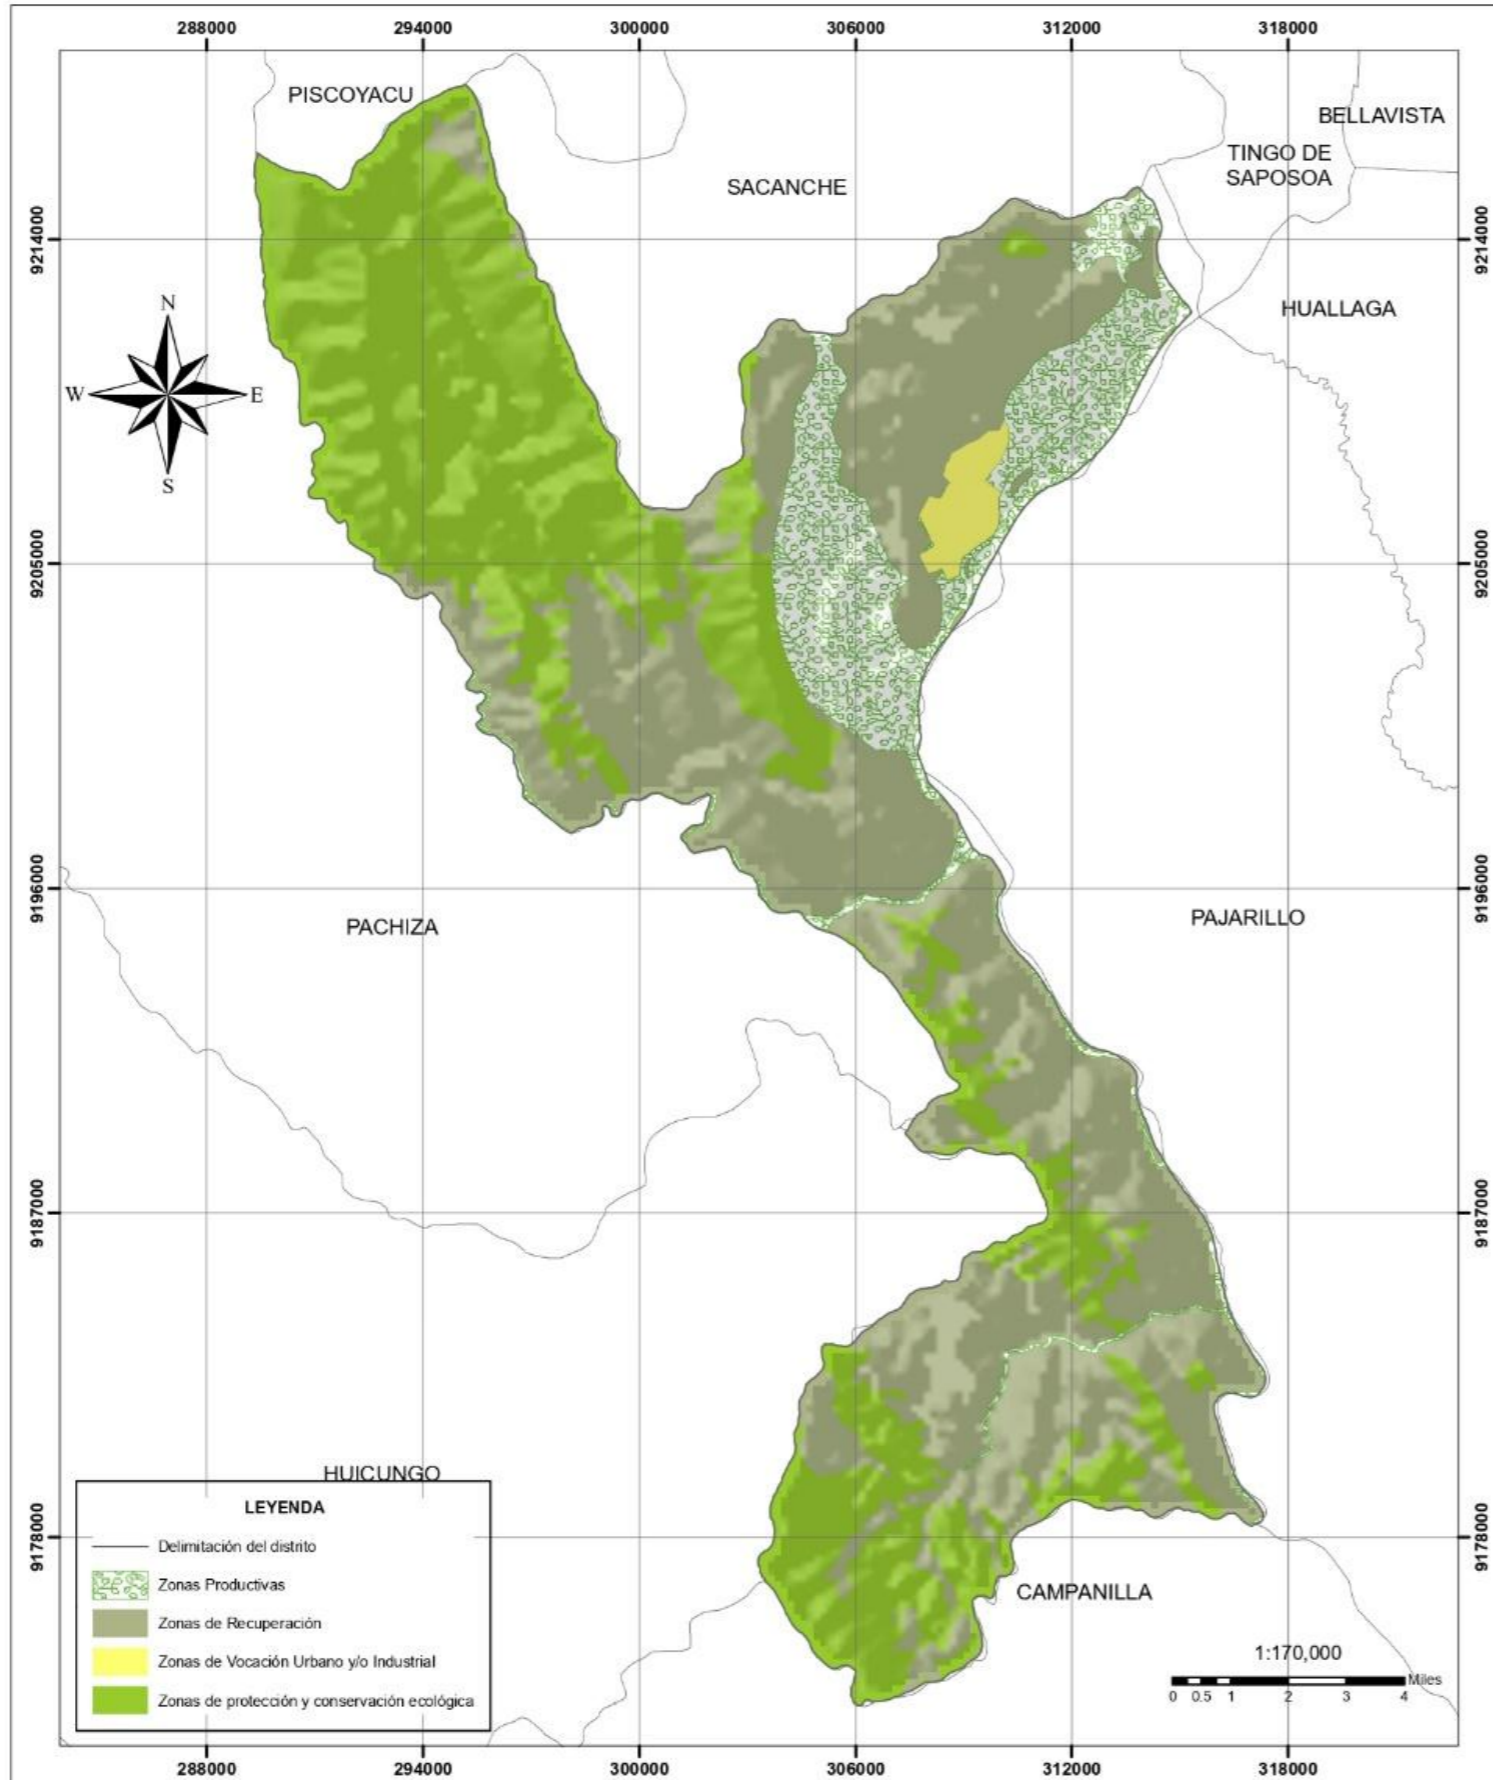 288000 294000 300000 306000 312000 318000
PISCOYACU
BELLAVISTA
TINGO DE
SAPOSOA
SACANCHE
9214000 9214000
HUALLAGA
N
W E
S
9205000 9205000
9196000 9196000
PACHIZA
PAJARILLO
9187000 9187000
HUICUNGO
LEYENDA
Delimitación del distrito
Zonas Productivas
Zonas de Recuperación
Zonas de Vocación Urbano y/o Industrial
Zonas de protección y conservación ecológica
9178000 9178000
CAMPANILLA
1:170,000
Miles
0 0.5 1 2 3 4
288000 294000 300000 306000 312000 318000